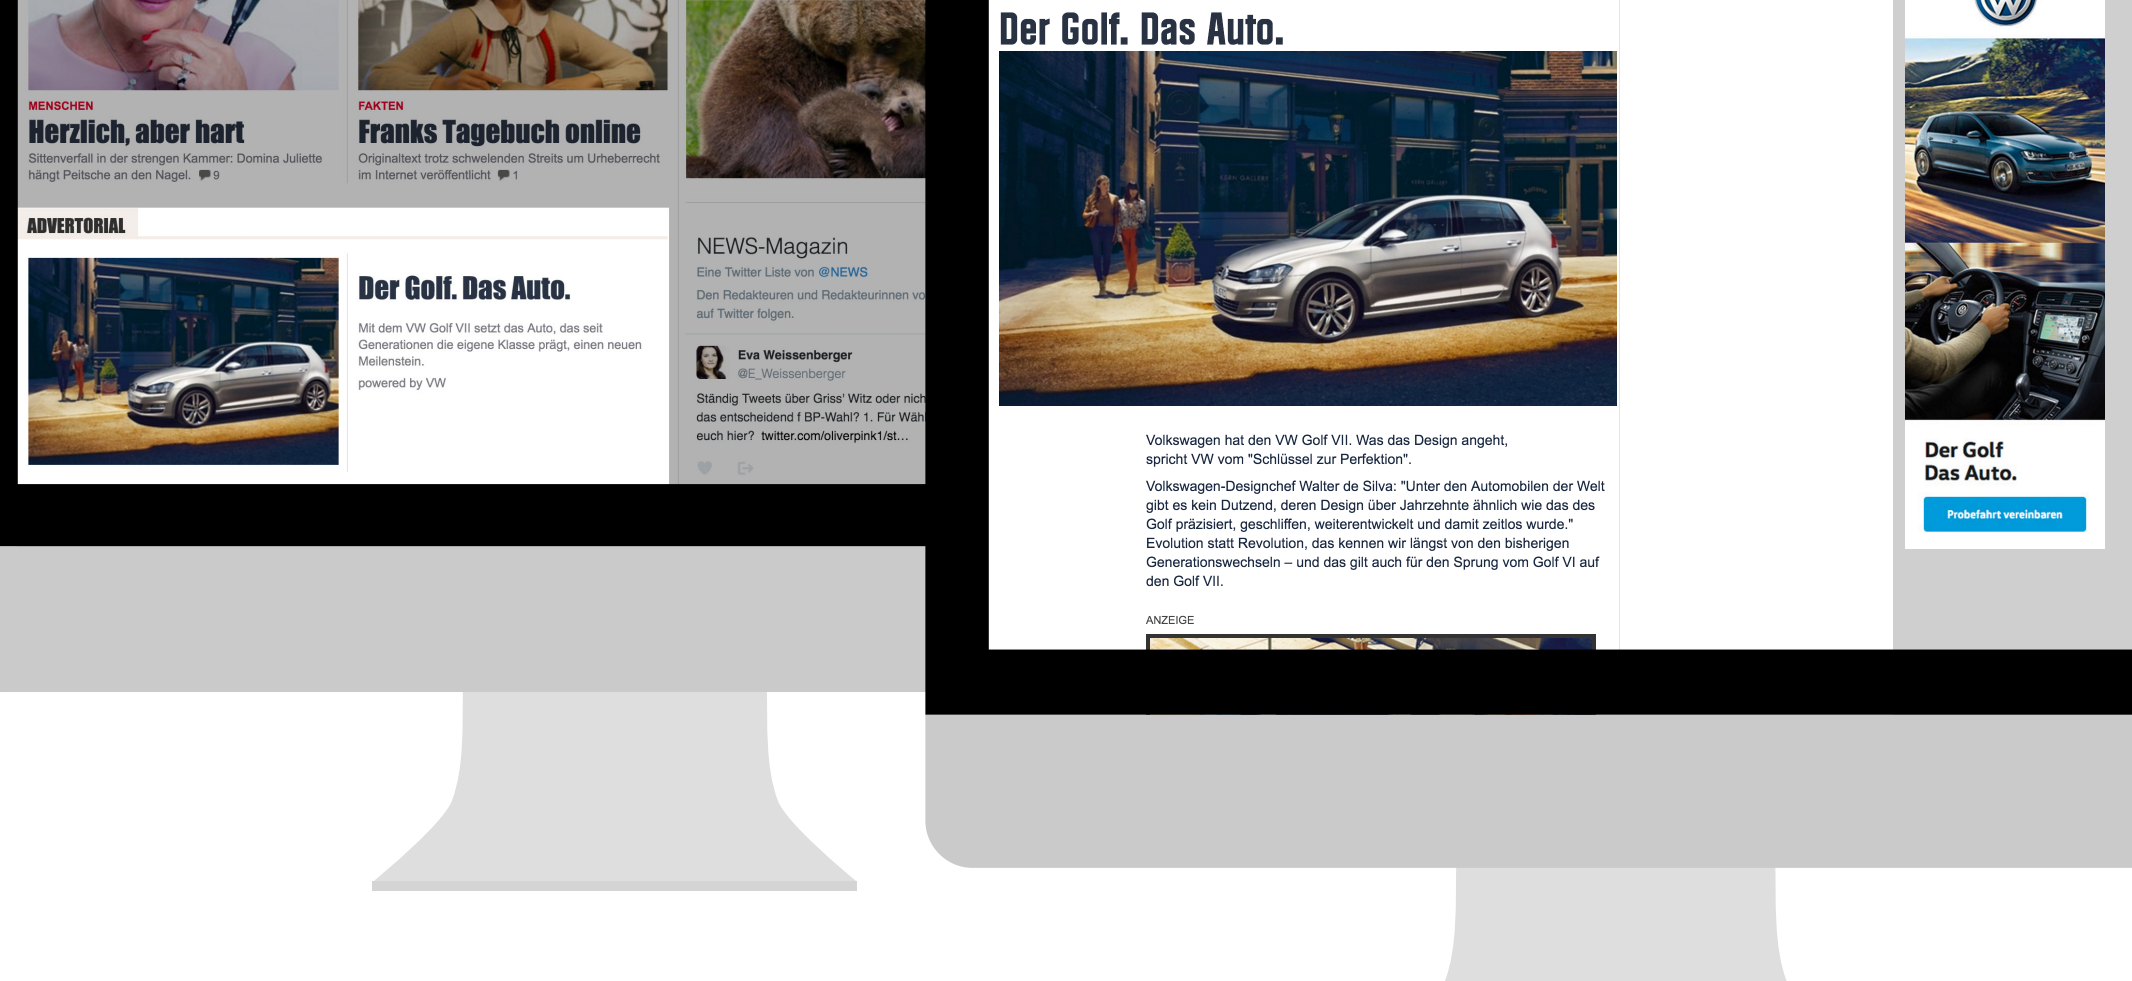 MENSCHEN
Herzlich, aber hart
Sittenverfall in der strengen Kammer: Domina Juliette
hängt Peitsche an den Nagel. 9
FAKTEN
Franks Tagebuch online
Originaltext trotz schwelenden Streits um Urheberrecht
im Internet veröffentlicht 1
ADVERTORIAL
Der Golf. Das Auto.
Mit dem VW Golf VII setzt das Auto, das seit
Generationen die eigene Klasse prägt, einen neuen
Meilenstein.
powered by VW
NEWS-Magazin
Eine Twitter Liste von @NEWS
Den Redakteuren und Redakteurinnen vo
auf Twitter folgen.
Eva Weissenberger
@E_Weissenberger
Ständig Tweets über Griss' Witz oder nich
das entscheidend f BP-Wahl? 1. Für Wähl
euch hier? twitter.com/oliverpink1/st...
Der Golf. Das Auto.
KERN GALLERY
Volkswagen hat den VW Golf VII. Was das Design angeht,
spricht VW vom "Schlüssel zur Perfektion".
Volkswagen-Designchef Walter de Silva: "Unter den Automobilen der Welt
gibt es kein Dutzend, deren Design über Jahrzehnte ähnlich wie das des
Golf präzisiert, geschliffen, weiterentwickelt und damit zeitlos wurde."
Evolution statt Revolution, das kennen wir längst von den bisherigen
Generationswechseln – und das gilt auch für den Sprung vom Golf VI auf
den Golf VII.
ANZEIGE
Der Golf
Das Auto.
Probefahrt vereinbaren